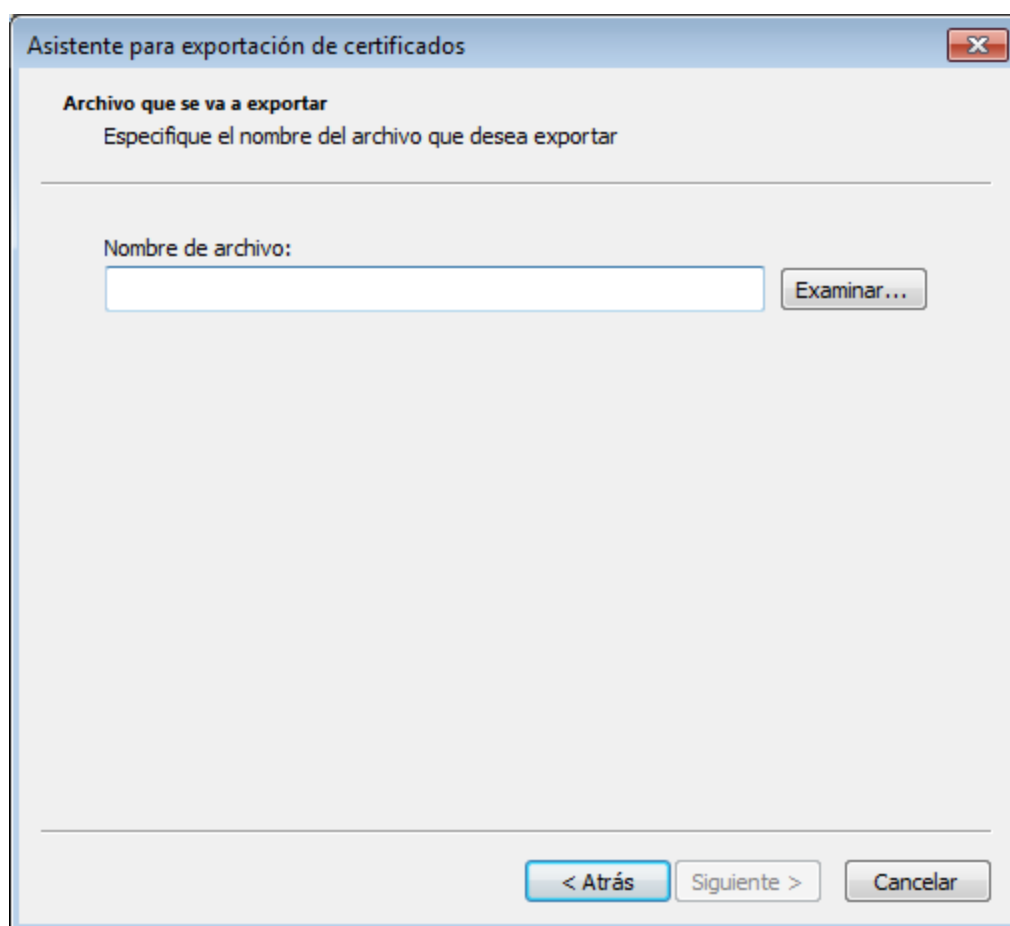 Asistente para exportación de certificados
Archivo que se va a exportar
Especifique el nombre del archivo que desea exportar
Nombre de archivo:
Examinar...
< Atrás
Siguiente >
Cancelar